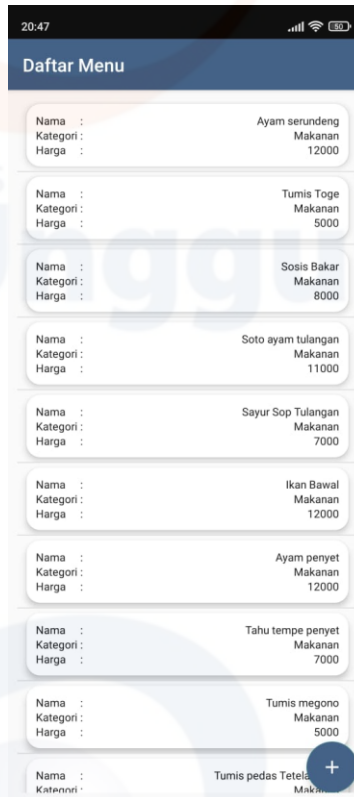 20:47
50
Daftar Menu
Nama : Ayam serundeng
Kategori : Makanan
Harga : 12000
Nama : Tumis Toge
Kategori : Makanan
Harga : 5000
Nama : Sosis Bakar
Kategori : Makanan
Harga : 8000
Nama : Soto ayam tulangan
Kategori : Makanan
Harga : 11000
Nama : Sayur Sop Tulangan
Kategori : Makanan
Harga : 7000
Nama : Ikan Bawal
Kategori : Makanan
Harga : 12000
Nama : Ayam penyet
Kategori : Makanan
Harga : 12000
Nama : Tahu tempe penyet
Kategori : Makanan
Harga : 7000
Nama : Tumis megono
Kategori : Makanan
Harga : 5000
+
Nama : Tumis pedas
Kategori :